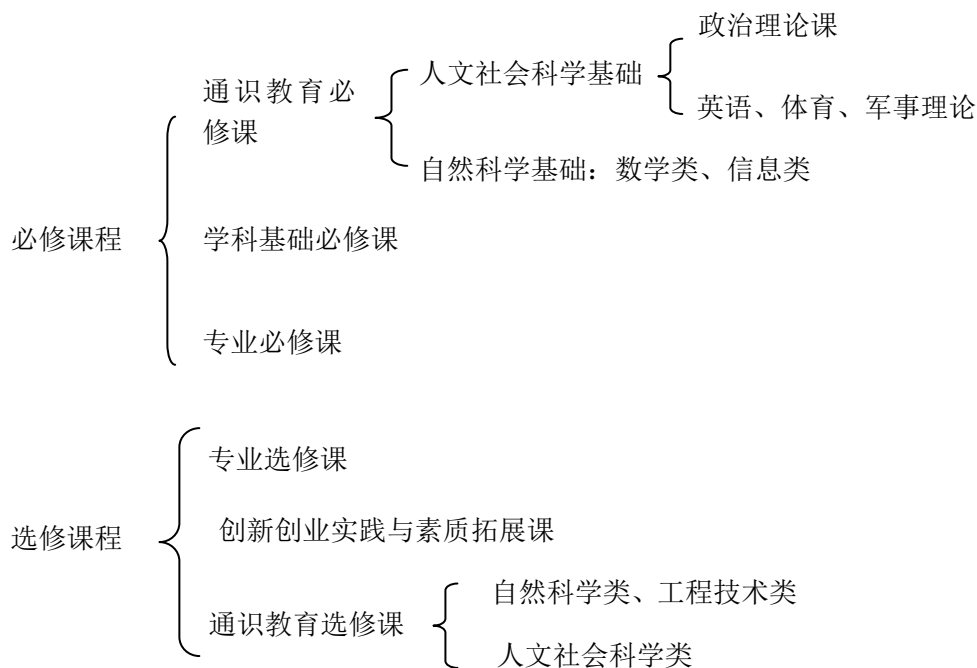 政治理论课
人文社会科学基础
英语、体育、军事理论
通识教育必
修课
自然科学基础：数学类、信息类
必修课程
学科基础必修课
专业必修课
专业选修课
选修课程
创新创业实践与素质拓展课
自然科学类、工程技术类
通识教育选修课
人文社会科学类